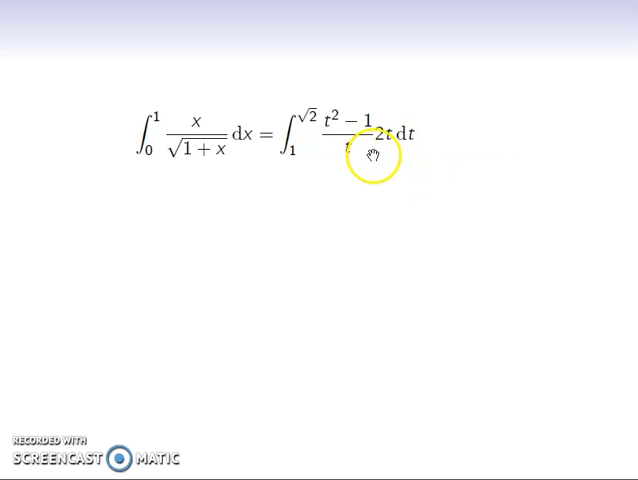 ∫₀¹ x/√(1 + x) dx = ∫₁^√2 (t² − 1)/t 2t dt
RECORDED WITH
SCREENCAST MATIC